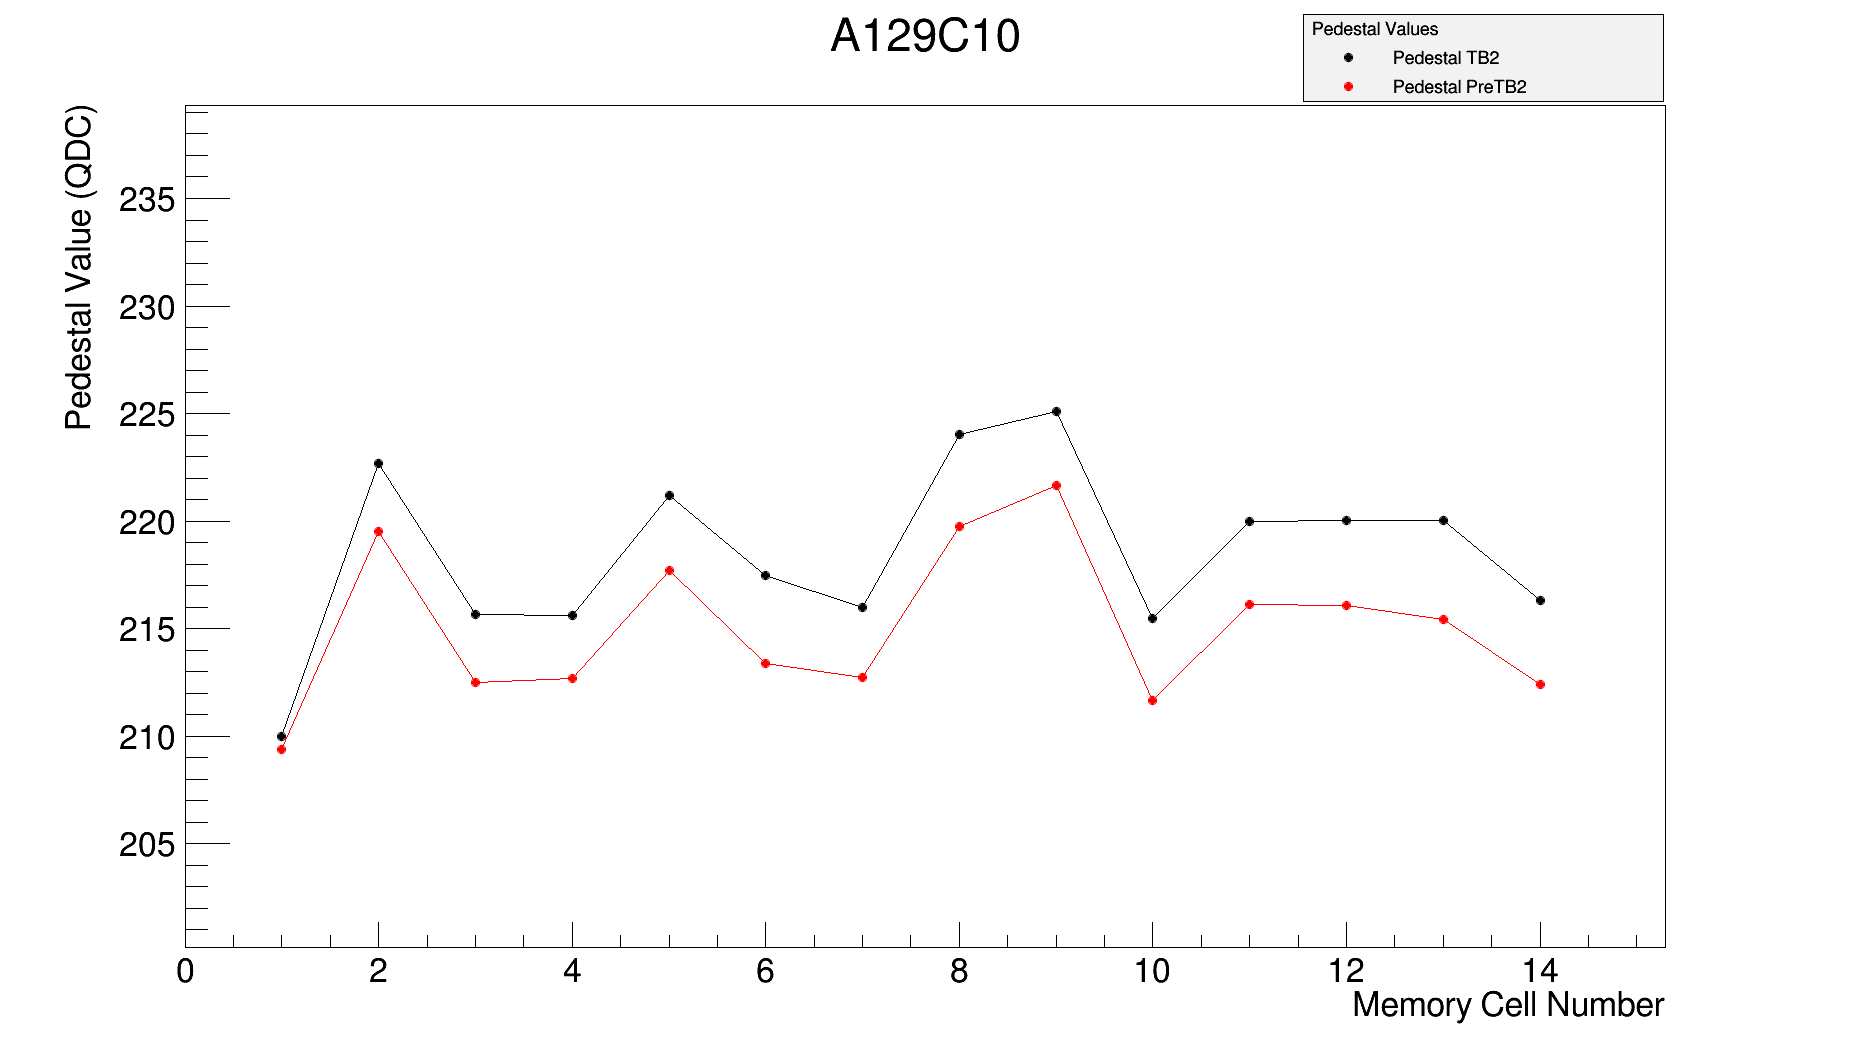 A129C10
Pedestal Values
Pedestal TB2
Pedestal PreTB2
Pedestal Value (QDC)
235
230
225
220
215
210
205
0 2 4 6 8 10 12 14
Memory Cell Number